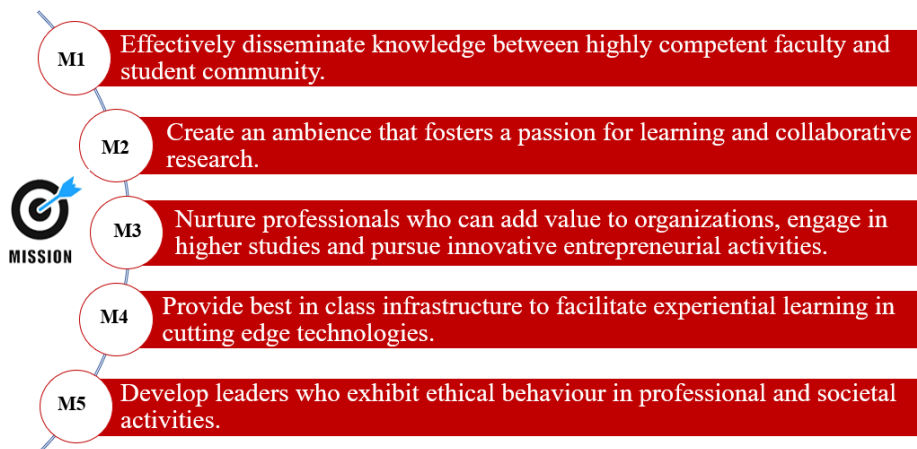 M1
Effectively disseminate knowledge between highly competent faculty and
student community.
M2
Create an ambience that fosters a passion for learning and collaborative
research.
MISSION
M3
Nurture professionals who can add value to organizations, engage in
higher studies and pursue innovative entrepreneurial activities.
M4
Provide best in class infrastructure to facilitate experiential learning in
cutting edge technologies.
M5
Develop leaders who exhibit ethical behaviour in professional and societal
activities.